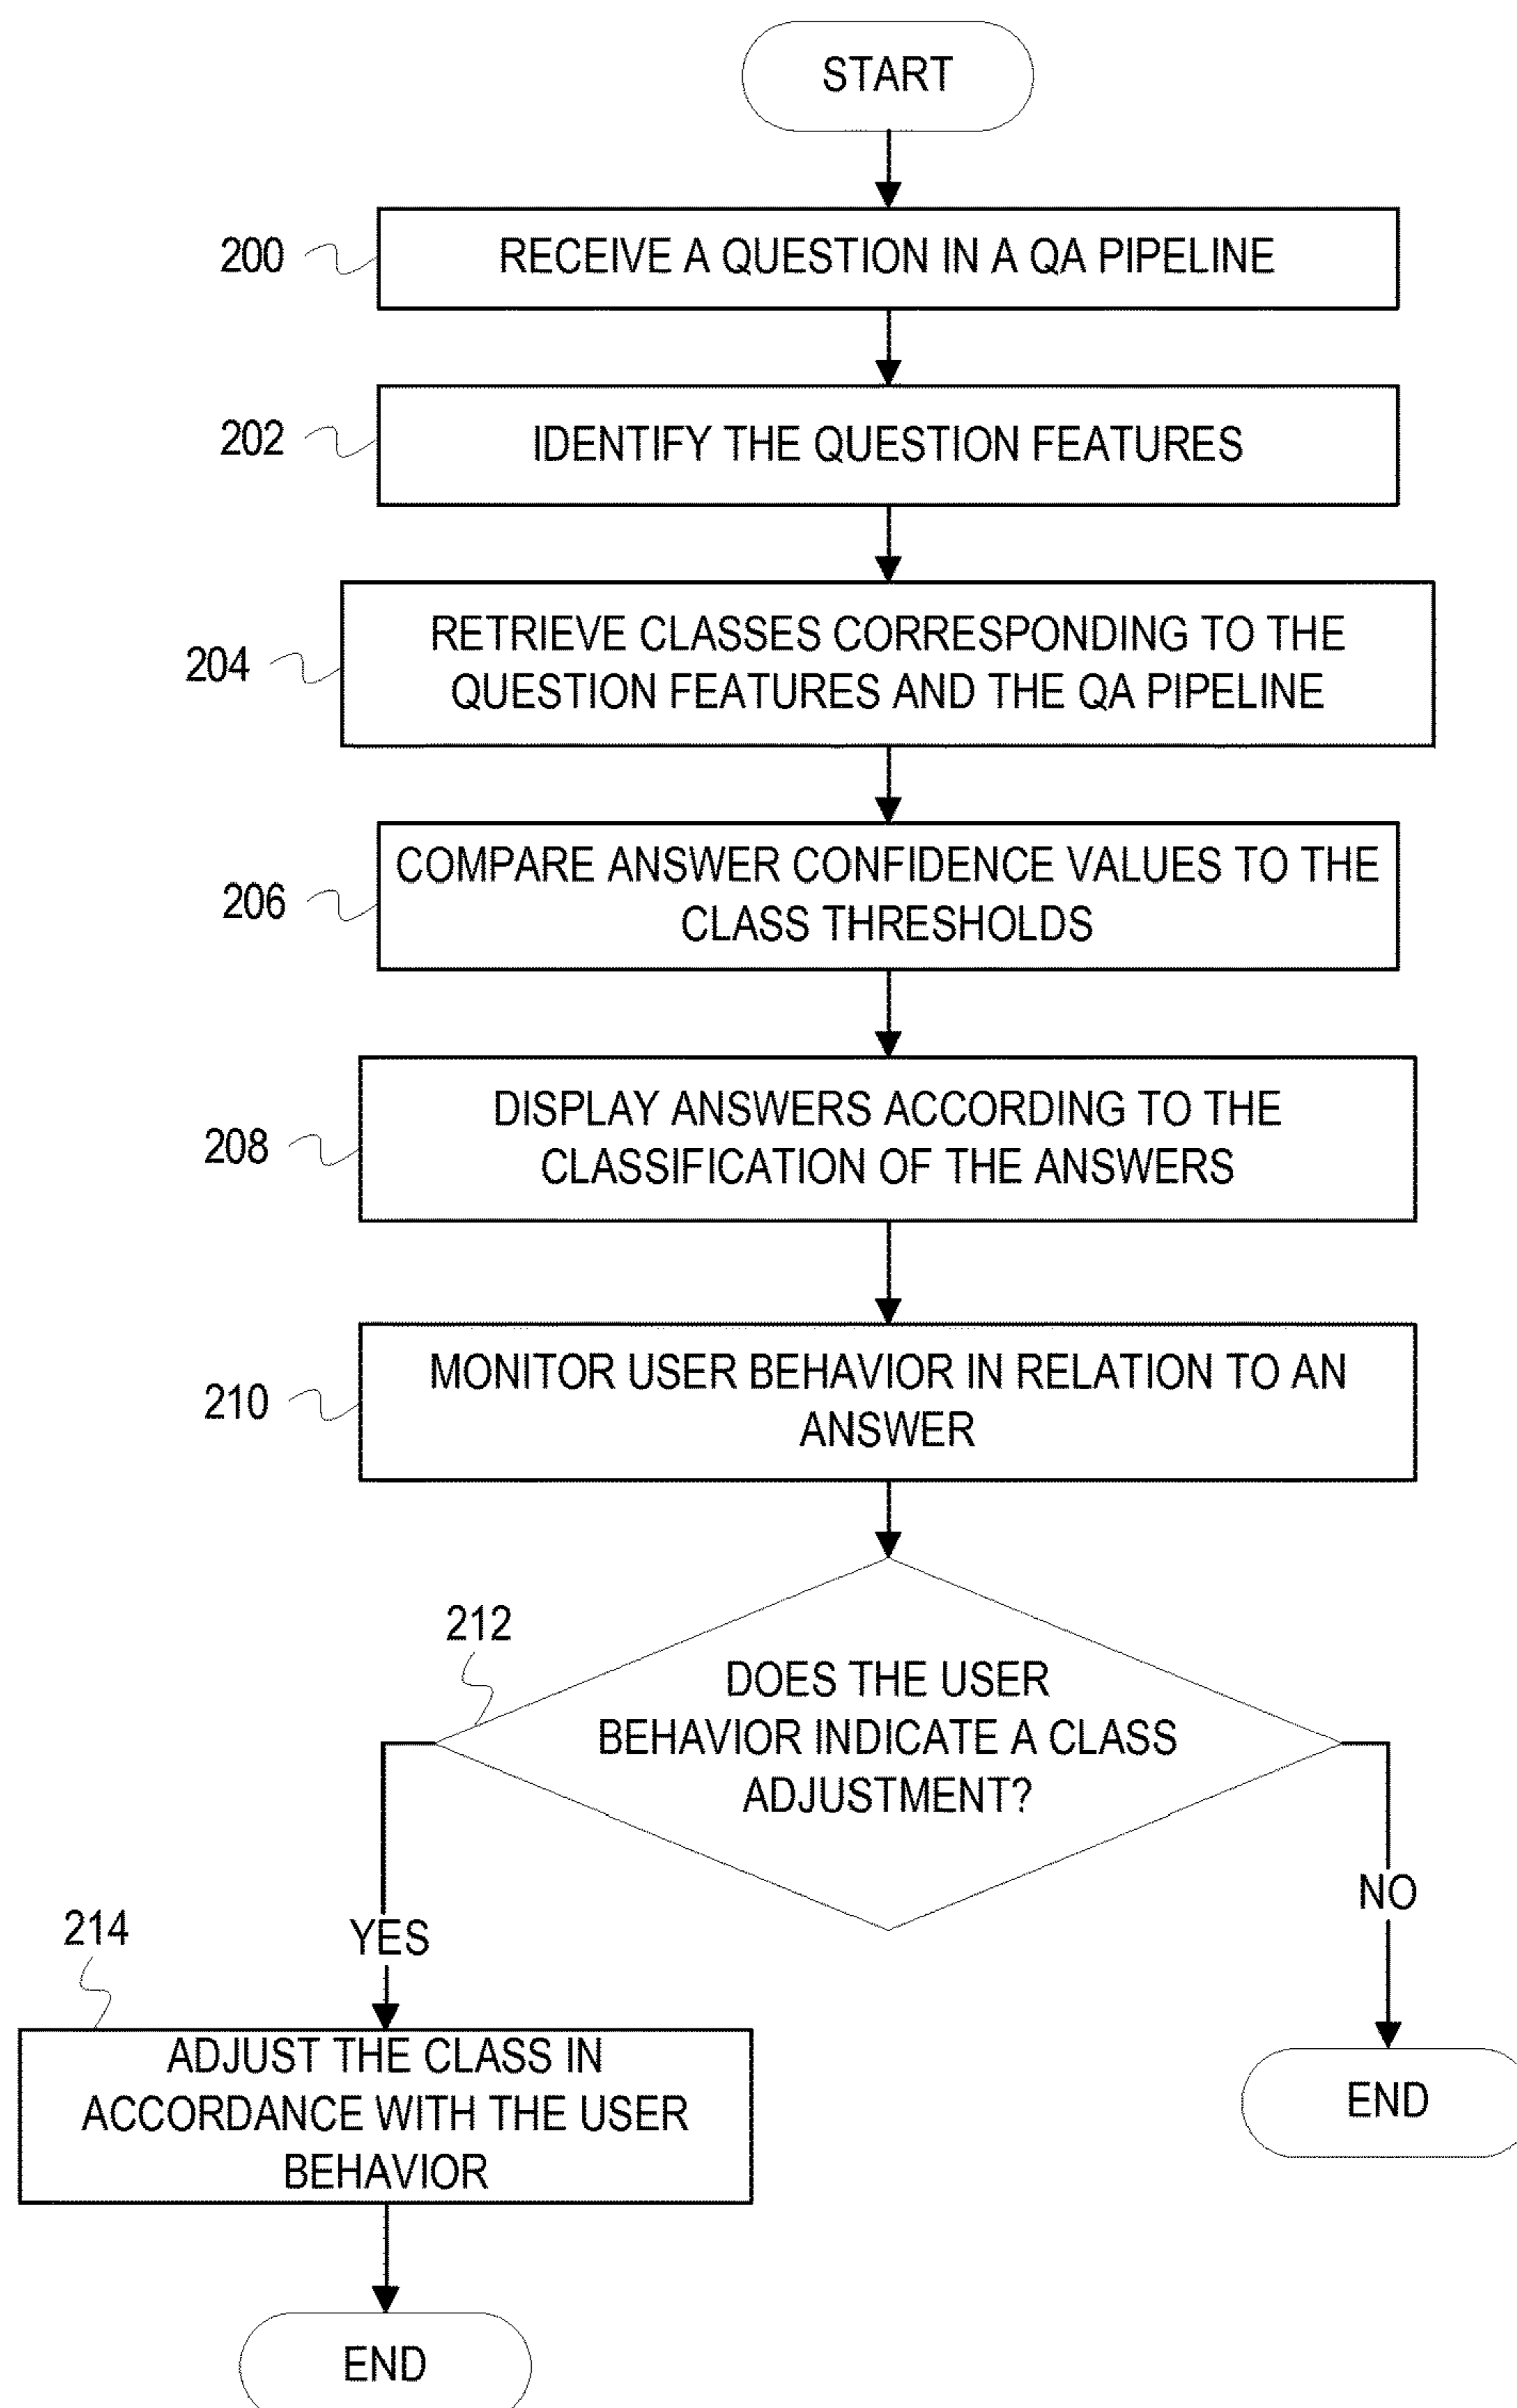 START
200
RECEIVE A QUESTION IN A QA PIPELINE
202
IDENTIFY THE QUESTION FEATURES
204
RETRIEVE CLASSES CORRESPONDING TO THE
QUESTION FEATURES AND THE QA PIPELINE
206
COMPARE ANSWER CONFIDENCE VALUES TO THE
CLASS THRESHOLDS
208
DISPLAY ANSWERS ACCORDING TO THE
CLASSIFICATION OF THE ANSWERS
210
MONITOR USER BEHAVIOR IN RELATION TO AN
ANSWER
212
DOES THE USER
BEHAVIOR INDICATE A CLASS
ADJUSTMENT?
YES
NO
214
ADJUST THE CLASS IN
ACCORDANCE WITH THE USER
BEHAVIOR
END
END